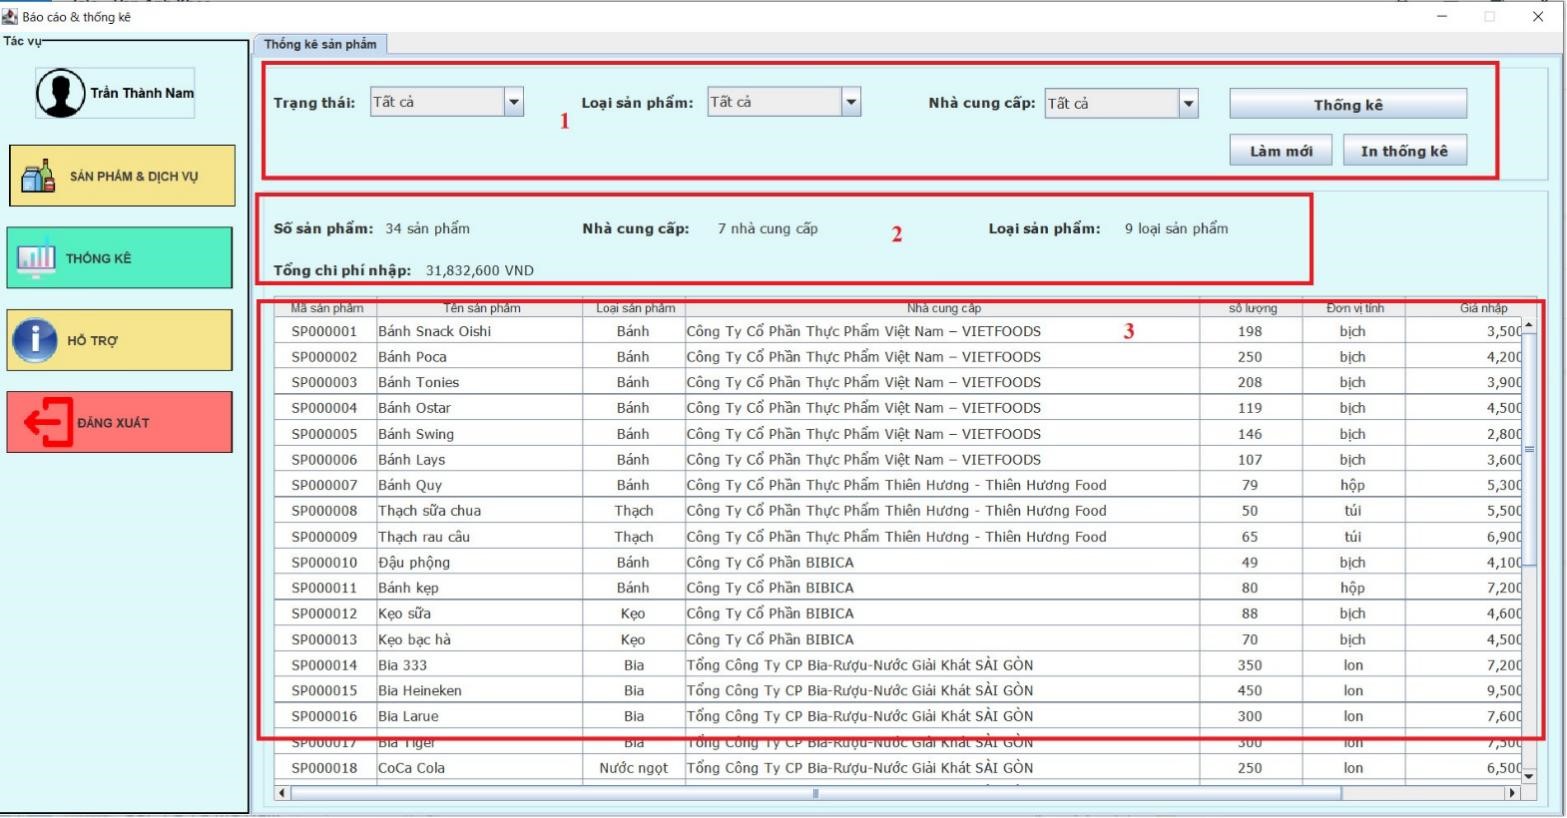 Báo cáo & thống kê
Tác vụ
Trần Thành Nam
SẢN PHẨM & DỊCH VỤ
THỐNG KÊ
HỖ TRỢ
ĐĂNG XUẤT
Thống kê sản phẩm
Trạng thái: Tất cả Loại sản phẩm: Tất cả Nhà cung cấp: Tất cả Thống kê
1
Làm mới In thống kê
Số sản phẩm: 34 sản phẩm Nhà cung cấp: 7 nhà cung cấp 2 Loại sản phẩm: 9 loại sản phẩm
Tổng chi phí nhập: 31,832,600 VND
Mã sản phẩm Tên sản phẩm Loại sản phẩm Nhà cung cấp số lượng Đơn vị tính Giá nhập
3
SP000001 Bánh Snack Oishi Bánh Công Ty Cổ Phần Thực Phẩm Việt Nam – VIETFOODS 198 bịch 3,500
SP000002 Bánh Poca Bánh Công Ty Cổ Phần Thực Phẩm Việt Nam – VIETFOODS 250 bịch 4,200
SP000003 Bánh Tonies Bánh Công Ty Cổ Phần Thực Phẩm Việt Nam – VIETFOODS 208 bịch 3,900
SP000004 Bánh Ostar Bánh Công Ty Cổ Phần Thực Phẩm Việt Nam – VIETFOODS 119 bịch 4,500
SP000005 Bánh Swing Bánh Công Ty Cổ Phần Thực Phẩm Việt Nam – VIETFOODS 146 bịch 2,800
SP000006 Bánh Lays Bánh Công Ty Cổ Phần Thực Phẩm Việt Nam – VIETFOODS 107 bịch 3,600
SP000007 Bánh Quy Bánh Công Ty Cổ Phần Thực Phẩm Thiên Hương - Thiên Hương Food 79 hộp 5,300
SP000008 Thạch sữa chua Thạch Công Ty Cổ Phần Thực Phẩm Thiên Hương - Thiên Hương Food 50 túi 5,500
SP000009 Thạch rau câu Thạch Công Ty Cổ Phần Thực Phẩm Thiên Hương - Thiên Hương Food 65 túi 6,900
SP000010 Đậu phộng Bánh Công Ty Cổ Phần BIBICA 49 bịch 4,100
SP000011 Bánh kẹp Bánh Công Ty Cổ Phần BIBICA 80 hộp 7,200
SP000012 Kẹo sữa Kẹo Công Ty Cổ Phần BIBICA 88 bịch 4,600
SP000013 Kẹo bạc hà Kẹo Công Ty Cổ Phần BIBICA 70 bịch 4,500
SP000014 Bia 333 Bia Tổng Công Ty CP Bia-Rượu-Nước Giải Khát SÀI GÒN 350 lon 7,200
SP000015 Bia Heineken Bia Tổng Công Ty CP Bia-Rượu-Nước Giải Khát SÀI GÒN 450 lon 9,500
SP000016 Bia Larue Bia Tổng Công Ty CP Bia-Rượu-Nước Giải Khát SÀI GÒN 300 lon 7,600
SP000017 Bia Tiger Bia Tổng Công Ty CP Bia-Rượu-Nước Giải Khát SÀI GÒN 300 lon 7,500
SP000018 CoCa Cola Nước ngọt Tổng Công Ty CP Bia-Rượu-Nước Giải Khát SÀI GÒN 250 lon 6,500